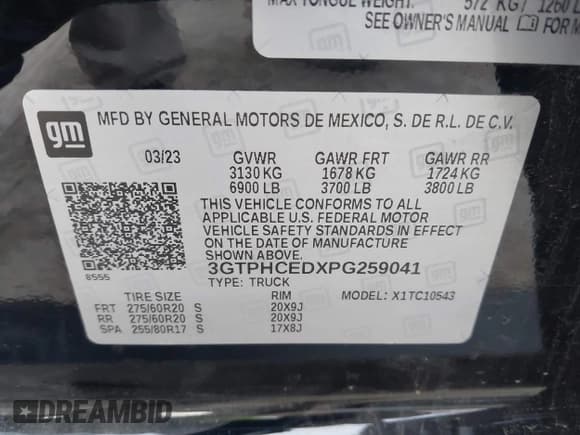 MAX TONGUE WEIGHT: 572 KG / 1260 L
SEE OWNER'S MANUAL FOR M
gm
MFD BY GENERAL MOTORS DE MEXICO, S. DE R.L. DE C.V.
03/23 GVWR GAWR FRT GAWR RR
3130 KG 1678 KG 1724 KG
6900 LB 3700 LB 3800 LB
THIS VEHICLE CONFORMS TO ALL
APPLICABLE U.S. FEDERAL MOTOR
VEHICLE SAFETY STANDARDS IN EFFECT
ON THE DATE OF MANUFACTURE
SHOWN ABOVE
8555 3GTPHCEDXPG259041
TYPE: TRUCK
TIRE SIZE RIM MODEL: X1TC10543
FRT 275/60R20 S 20X9J
RR 275/60R20 S 20X9J
SPA 255/80R17 S 17X8J
DREAMBID